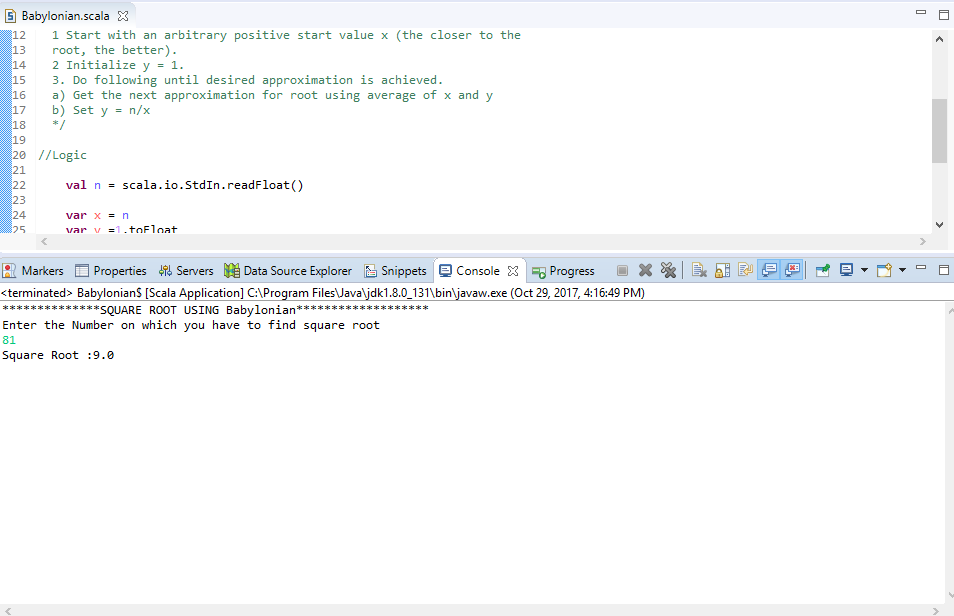 Babylonian.scala
12 1 Start with an arbitrary positive start value x (the closer to the
13 root, the better).
14 2 Initialize y = 1.
15 3. Do following until desired approximation is achieved.
16 a) Get the next approximation for root using average of x and y
17 b) Set y = n/x
18 */
19
20 //Logic
21
22 val n = scala.io.StdIn.readFloat()
23
24 var x = n
25 var y =1.toFloat
Markers Properties Servers Data Source Explorer Snippets Console Progress
<terminated> Babylonian$ [Scala Application] C:\Program Files\Java\jdk1.8.0_131\bin\javaw.exe (Oct 29, 2017, 4:16:49 PM)
**************SQUARE ROOT USING Babylonian*******************
Enter the Number on which you have to find square root
81
Square Root :9.0